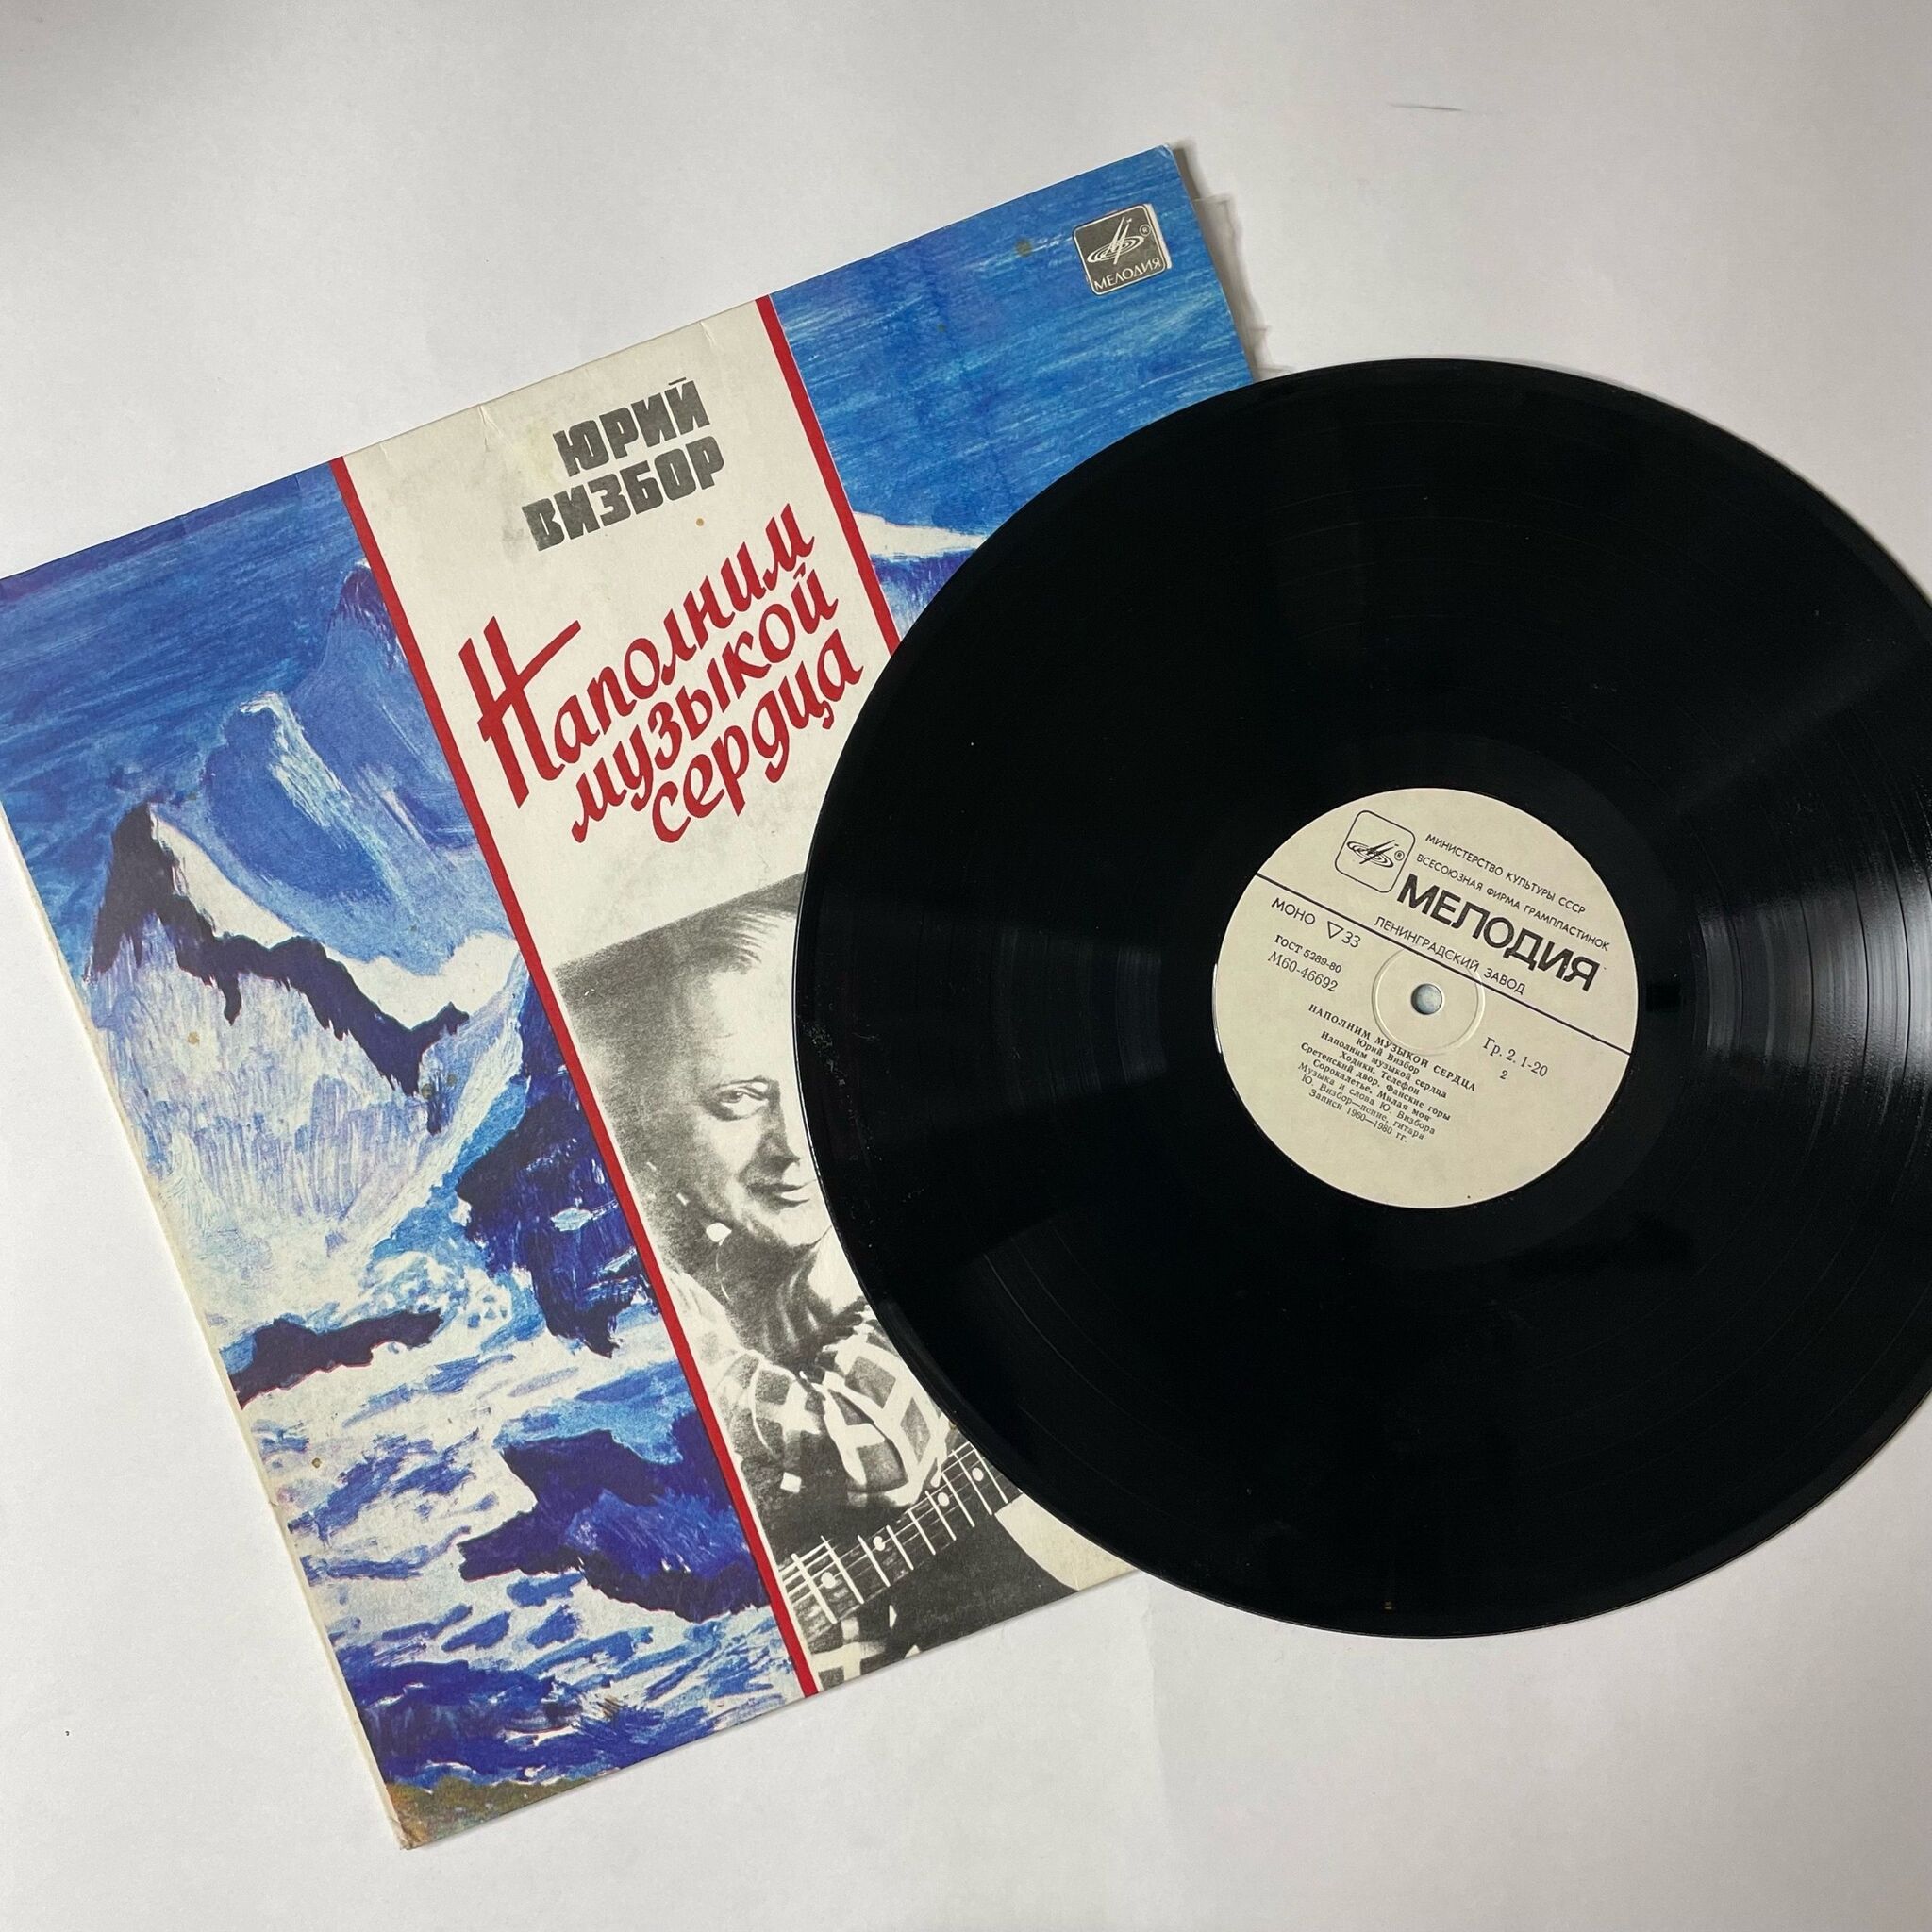 МЕЛОДИЯ
ЮРИЙ
ВИЗБОР
Наполним
музыкой
сердца
МИНИСТЕРСТВО КУЛЬТУРЫ СССР
ВСЕСОЮЗНАЯ ФИРМА ГРАМПЛАСТИНОК
МЕЛОДИЯ
ЛЕНИНГРАДСКИЙ ЗАВОД
МОНО ▽ 33
ГОСТ 5289-80
М60-46692
Гр. 2. 1-20
2
НАПОЛНИМ МУЗЫКОЙ СЕРДЦА
Юрий Визбор
Наполним музыкой сердца
Ходики. Телефон
Сретенский двор. Фанские горы
Сорокалетье. Милая моя
Музыка и слова Ю. Визбора
Ю. Визбор—пение, гитара
Записи 1960—1980 гг.